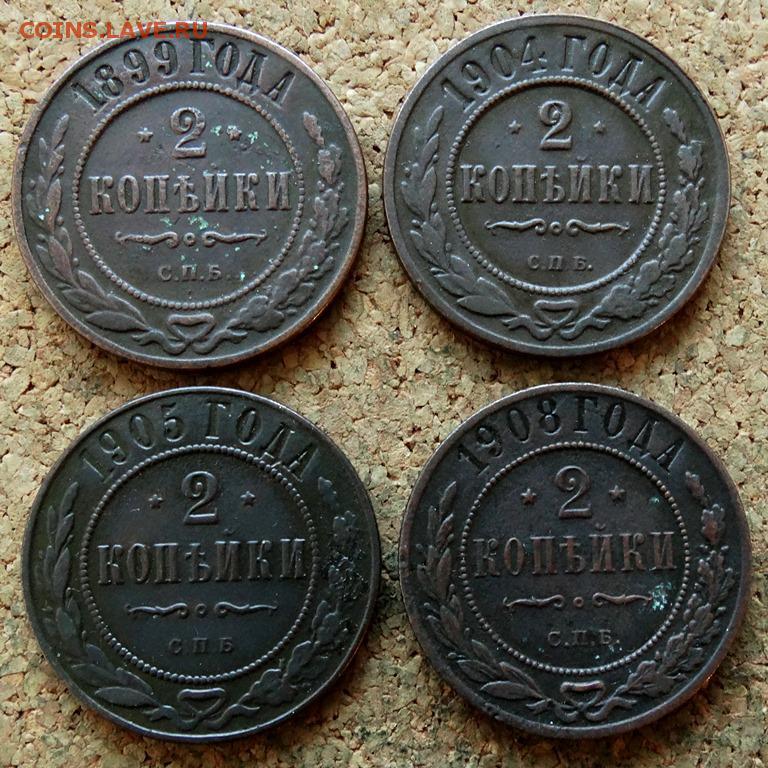 COINS.LAVE.RU
1899 ГОДА
2
КОПѢЙКИ
С.П.Б.
1904 ГОДА
2
КОПѢЙКИ
С.П.Б.
1905 ГОДА
2
КОПѢЙКИ
С.П.Б
1908 ГОДА
2
КОПѢЙКИ
С.П.Б.